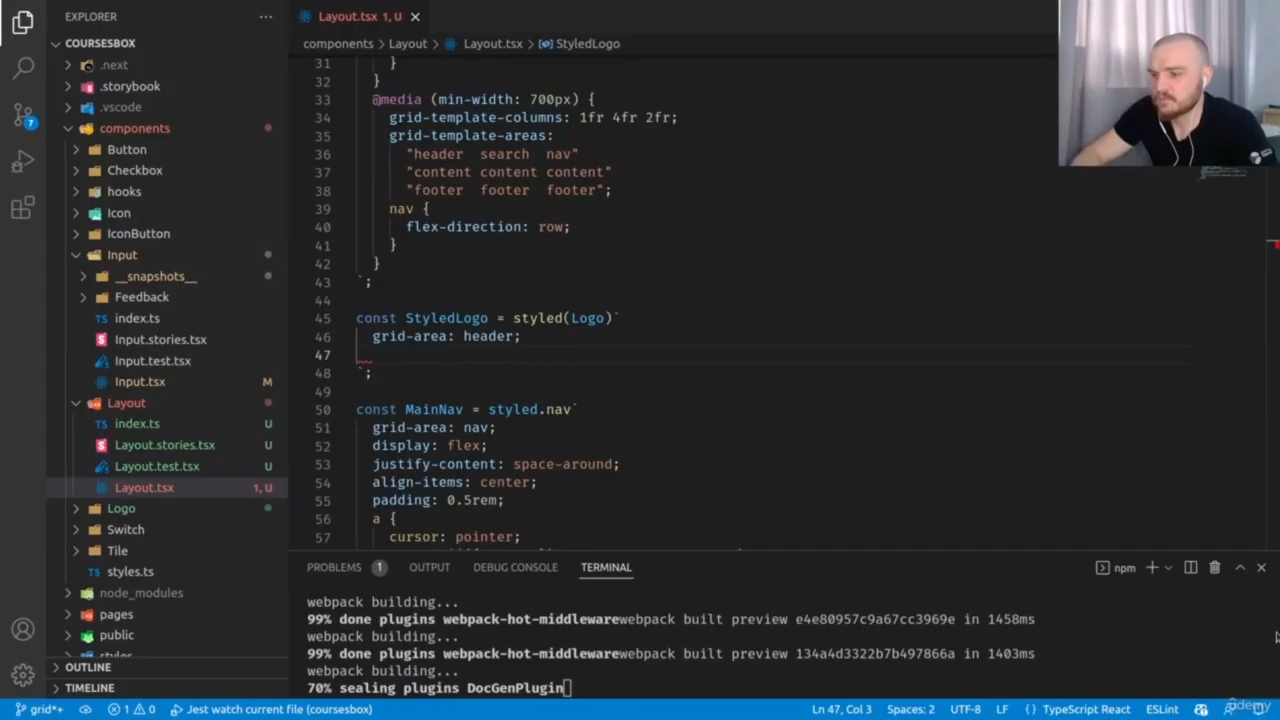 EXPLORER
Layout.tsx 1, U
COURSESBOX
components > Layout > Layout.tsx > StyledLogo
.next
.storybook
.vscode
components
Button
Checkbox
hooks
Icon
IconButton
Input
__snapshots__
Feedback
index.ts
Input.stories.tsx
Input.test.tsx
Input.tsx M
Layout
index.ts U
Layout.stories.tsx U
Layout.test.tsx U
Layout.tsx 1, U
Logo
Switch
Tile
styles.ts
node_modules
pages
public
styles
OUTLINE
TIMELINE
31 }
32 }
33 @media (min-width: 700px) {
34 grid-template-columns: 1fr 4fr 2fr;
35 grid-template-areas:
36 "header search nav"
37 "content content content"
38 "footer footer footer";
39 nav {
40 flex-direction: row;
41 }
42 }
43 `;
44
45 const StyledLogo = styled(Logo)`
46 grid-area: header;
47
48 `;
49
50 const MainNav = styled.nav`
51 grid-area: nav;
52 display: flex;
53 justify-content: space-around;
54 align-items: center;
55 padding: 0.5rem;
56 a {
57 cursor: pointer;
PROBLEMS 1 OUTPUT DEBUG CONSOLE TERMINAL npm
webpack building...
99% done plugins webpack-hot-middlewarewebpack built preview e4e80957c9a67cc3969e in 1458ms
webpack building...
99% done plugins webpack-hot-middlewarewebpack built preview 134a4d3322b7b497866a in 1403ms
webpack building...
70% sealing plugins DocGenPlugin
7
grid*+ 1 0 Jest watch current file (coursesbox) Ln 47, Col 3 Spaces: 2 UTF-8 LF {} TypeScript React ESLint
udemy